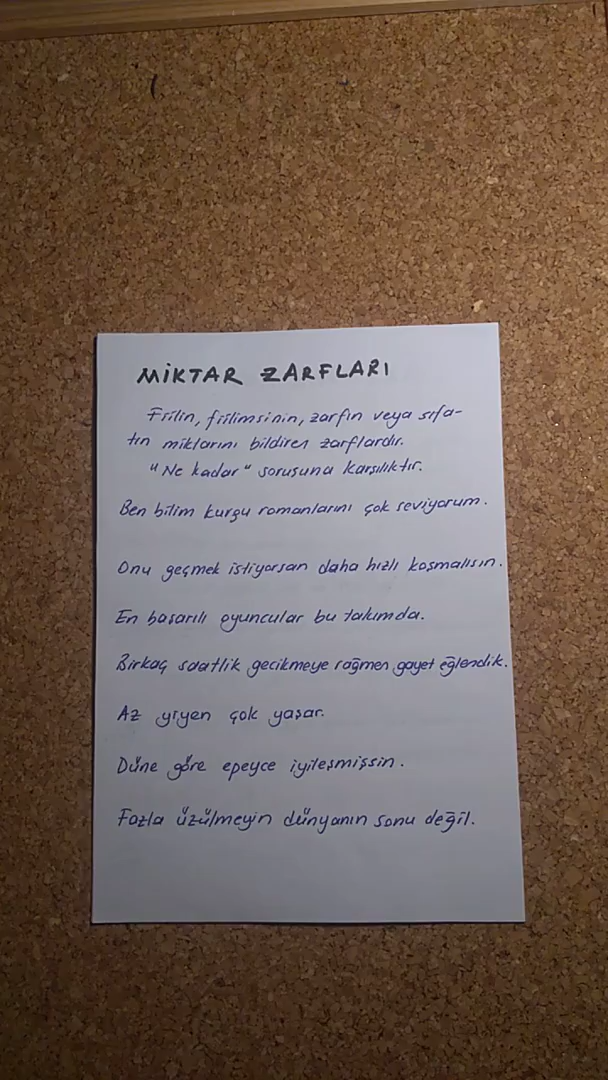 MİKTAR ZARFLARI
Fiilin, fiilimsinin, zarfın veya sıfa-
tın miktarını bildiren zarflardır.
"Ne kadar" sorusuna karşılıktır.
Ben bilim kurgu romanlarını çok seviyorum.
Onu geçmek istiyorsan daha hızlı koşmalısın.
En başarılı oyuncular bu takımda.
Birkaç saatlik gecikmeye rağmen gayet eğlendik.
Az yiyen çok yaşar.
Düne göre epeyce iyileşmişsin.
Fazla üzülmeyin dünyanın sonu değil.